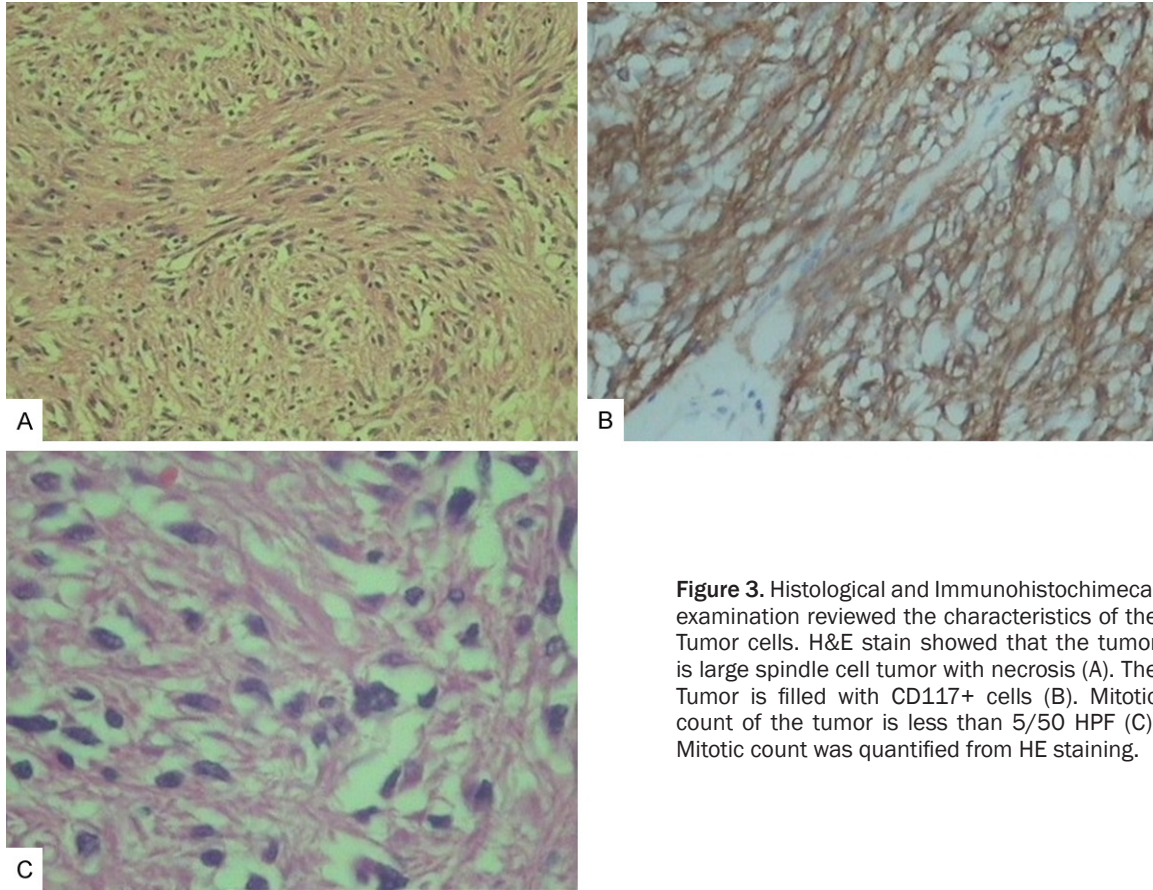 A
B
C
Figure 3. Histological and Immunohistochimecal
examination reviewed the characteristics of the
Tumor cells. H&E stain showed that the tumor
is large spindle cell tumor with necrosis (A). The
Tumor is filled with CD117+ cells (B). Mitotic
count of the tumor is less than 5/50 HPF (C).
Mitotic count was quantified from HE staining.